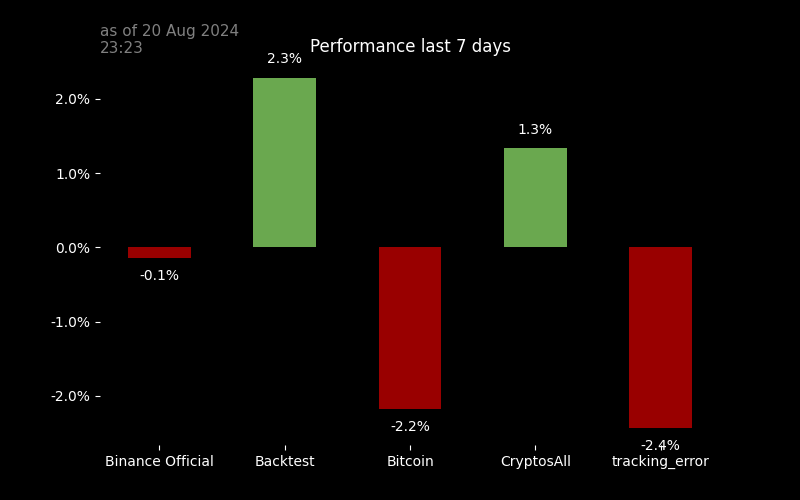 as of 20 Aug 2024
23:23
Performance last 7 days
2.3%
2.0%
1.3%
1.0%
0.0%
-0.1%
-1.0%
-2.0%
-2.2%
-2.4%
Binance Official
Backtest
Bitcoin
CryptosAll
tracking_error